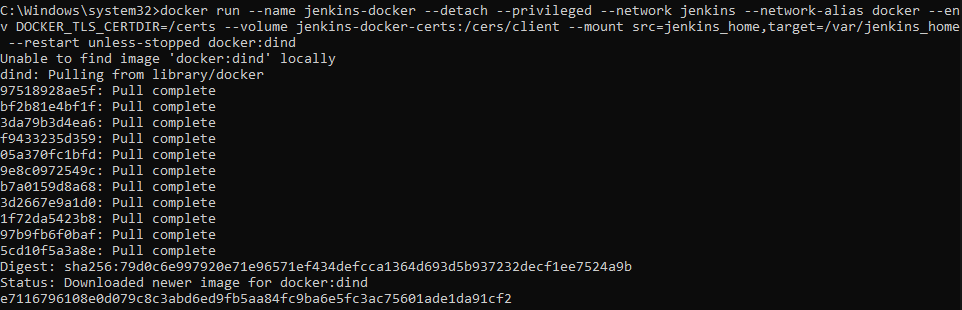 C:\Windows\system32>docker run --name jenkins-docker --detach --privileged --network jenkins --network-alias docker --en
v DOCKER_TLS_CERTDIR=/certs --volume jenkins-docker-certs:/cers/client --mount src=jenkins_home,target=/var/jenkins_home
 --restart unless-stopped docker:dind
Unable to find image 'docker:dind' locally
dind: Pulling from library/docker
97518928ae5f: Pull complete
bf2b81e4bf1f: Pull complete
3da79b3d4ea6: Pull complete
f9433235d359: Pull complete
05a370fc1bfd: Pull complete
9e8c0972549c: Pull complete
b7a0159d8a68: Pull complete
3d2667e9a1d0: Pull complete
1f72da5423b8: Pull complete
97b9fb6f0baf: Pull complete
5cd10f5a3a8e: Pull complete
Digest: sha256:79d0c6e997920e71e96571ef434defcca1364d693d5b937232decf1ee7524a9b
Status: Downloaded newer image for docker:dind
e7116796108e0d079c8c3abd6ed9fb5aa84fc9ba6e5fc3ac75601ade1da91cf2